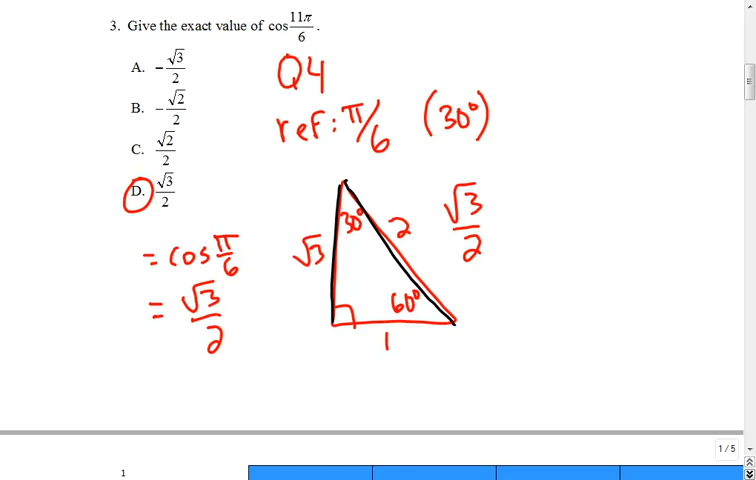 3. Give the exact value of cos 11π/6.
A. -√3/2
B. -√2/2
C. √2/2
D. √3/2
Q4
ref: π/6 (30°)
= cos π/6
= √3/2
30°
√3
2
60°
1
√3/2
1 / 5
1